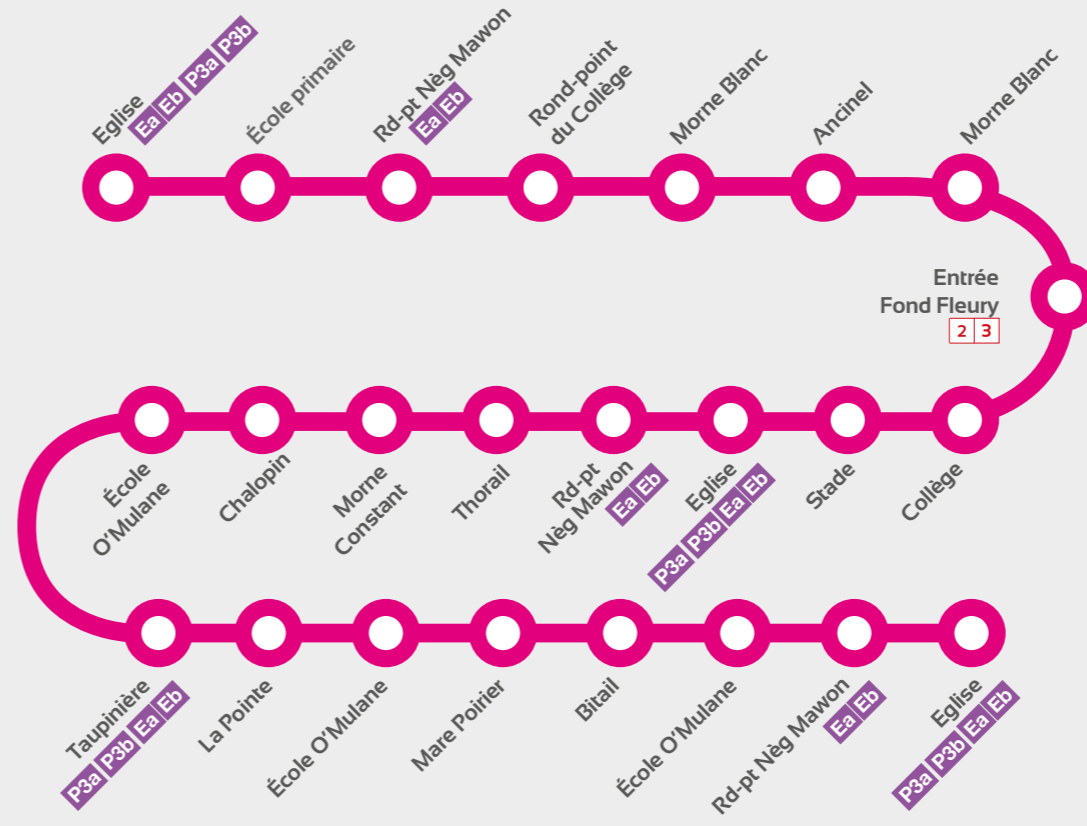 Eglise
Ea Eb P3a P3b
École primaire
Rd-pt Nèg Mawon
Ea Eb
Rond-point
du Collège
Morne Blanc
Ancinel
Morne Blanc
Entrée
Fond Fleury
2 3
École
O'Mulane
Chalopin
Morne
Constant
Thorail
Rd-pt
Nèg Mawon
Ea Eb
Eglise
P3a P3b Ea Eb
Stade
Collège
Taupinière
P3a P3b Ea Eb
La Pointe
École O'Mulane
Mare Poirier
Bitail
École O'Mulane
Rd-pt Nèg Mawon
Ea Eb
Eglise
P3a P3b Ea Eb